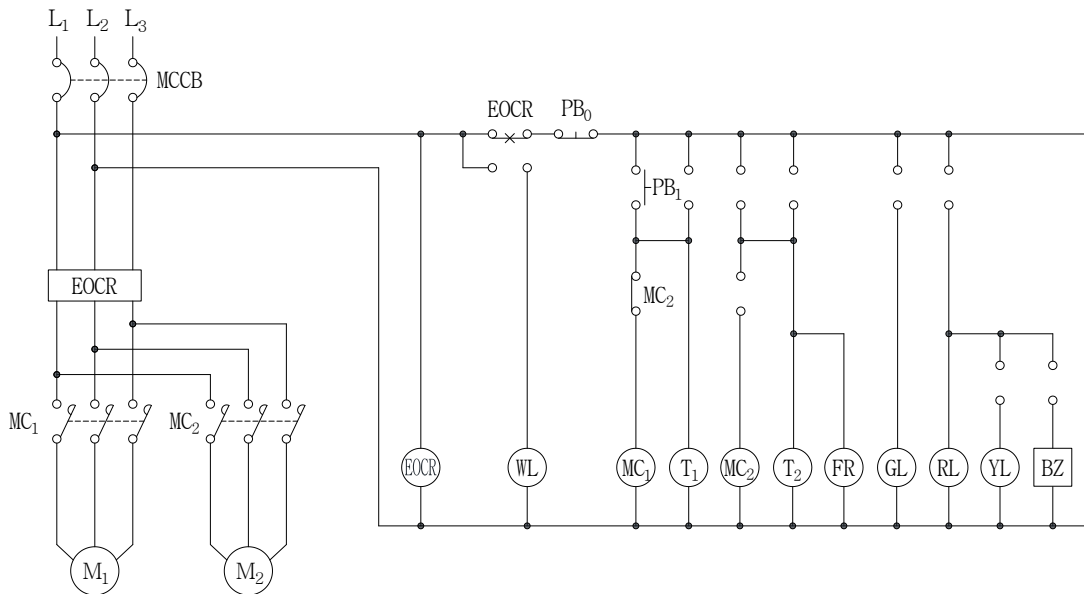 L₁ L₂ L₃
MCCB
EOCR PB₀
PB₁
EOCR
MC₂
MC₁ MC₂
EOCR WL MC₁ T₁ MC₂ T₂ FR GL RL YL BZ
M₁ M₂